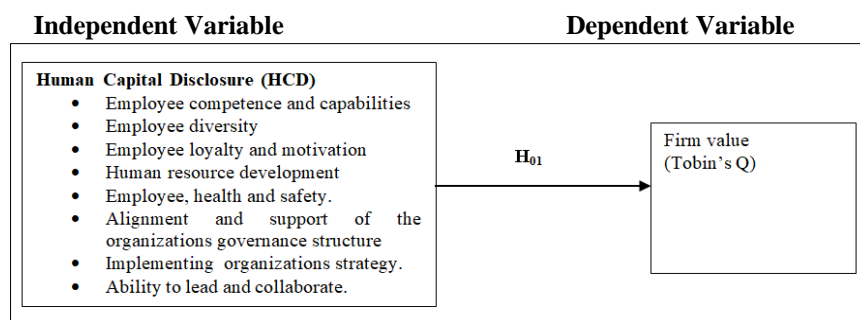 Independent Variable
Dependent Variable
Human Capital Disclosure (HCD)
• Employee competence and capabilities
• Employee diversity
• Employee loyalty and motivation
• Human resource development
• Employee, health and safety.
• Alignment and support of the
organizations governance structure
• Implementing organizations strategy.
• Ability to lead and collaborate.
H01
Firm value
(Tobin's Q)